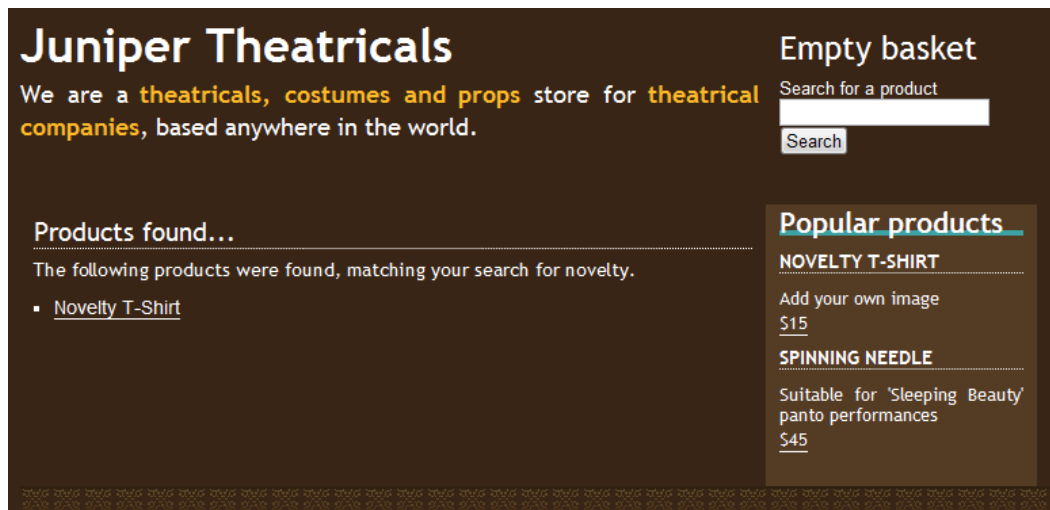 Juniper Theatricals
We are a theatricals, costumes and props store for theatrical
companies, based anywhere in the world.
Empty basket
Search for a product
Search
Products found...
The following products were found, matching your search for novelty.
Novelty T-Shirt
Popular products
NOVELTY T-SHIRT
Add your own image
$15
SPINNING NEEDLE
Suitable for 'Sleeping Beauty'
panto performances
$45